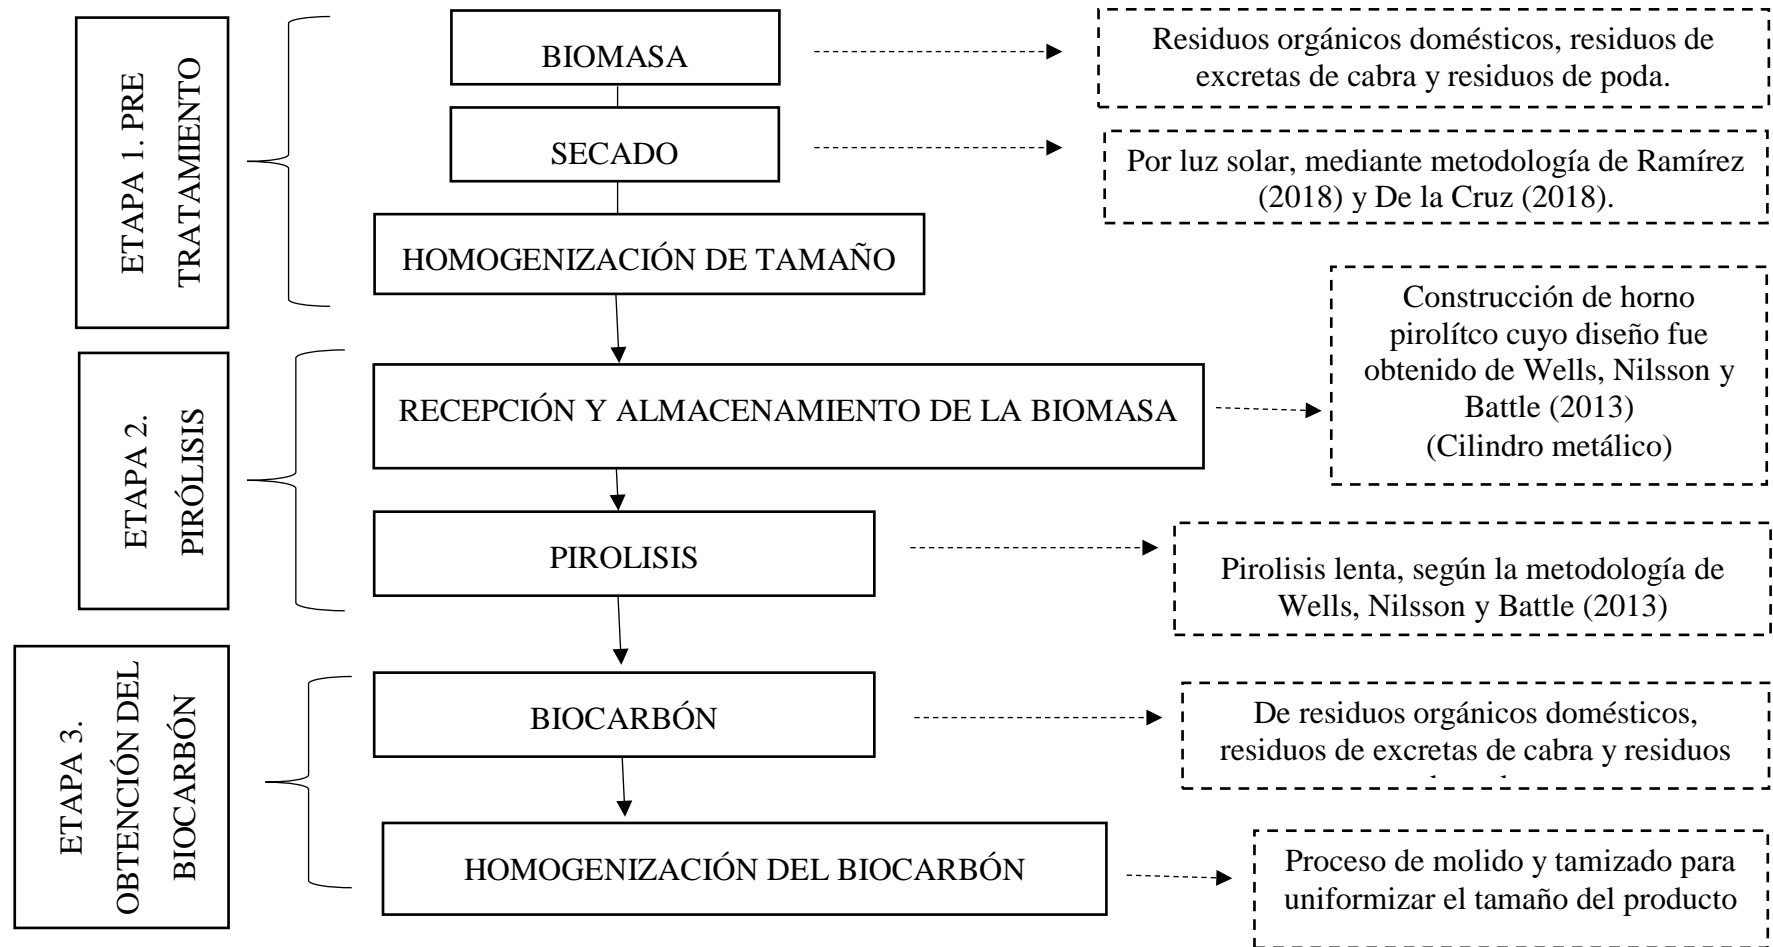 ETAPA 1. PRE
TRATAMIENTO
BIOMASA
Residuos orgánicos domésticos, residuos de
excretas de cabra y residuos de poda.
SECADO
Por luz solar, mediante metodología de Ramírez
(2018) y De la Cruz (2018).
HOMOGENIZACIÓN DE TAMAÑO
ETAPA 2.
PIRÓLISIS
RECEPCIÓN Y ALMACENAMIENTO DE LA BIOMASA
Construcción de horno
pirolítco cuyo diseño fue
obtenido de Wells, Nilsson y
Battle (2013)
(Cilindro metálico)
PIROLISIS
Pirolisis lenta, según la metodología de
Wells, Nilsson y Battle (2013)
ETAPA 3.
OBTENCIÓN DEL
BIOCARBÓN
BIOCARBÓN
De residuos orgánicos domésticos,
residuos de excretas de cabra y residuos
HOMOGENIZACIÓN DEL BIOCARBÓN
Proceso de molido y tamizado para
uniformizar el tamaño del producto